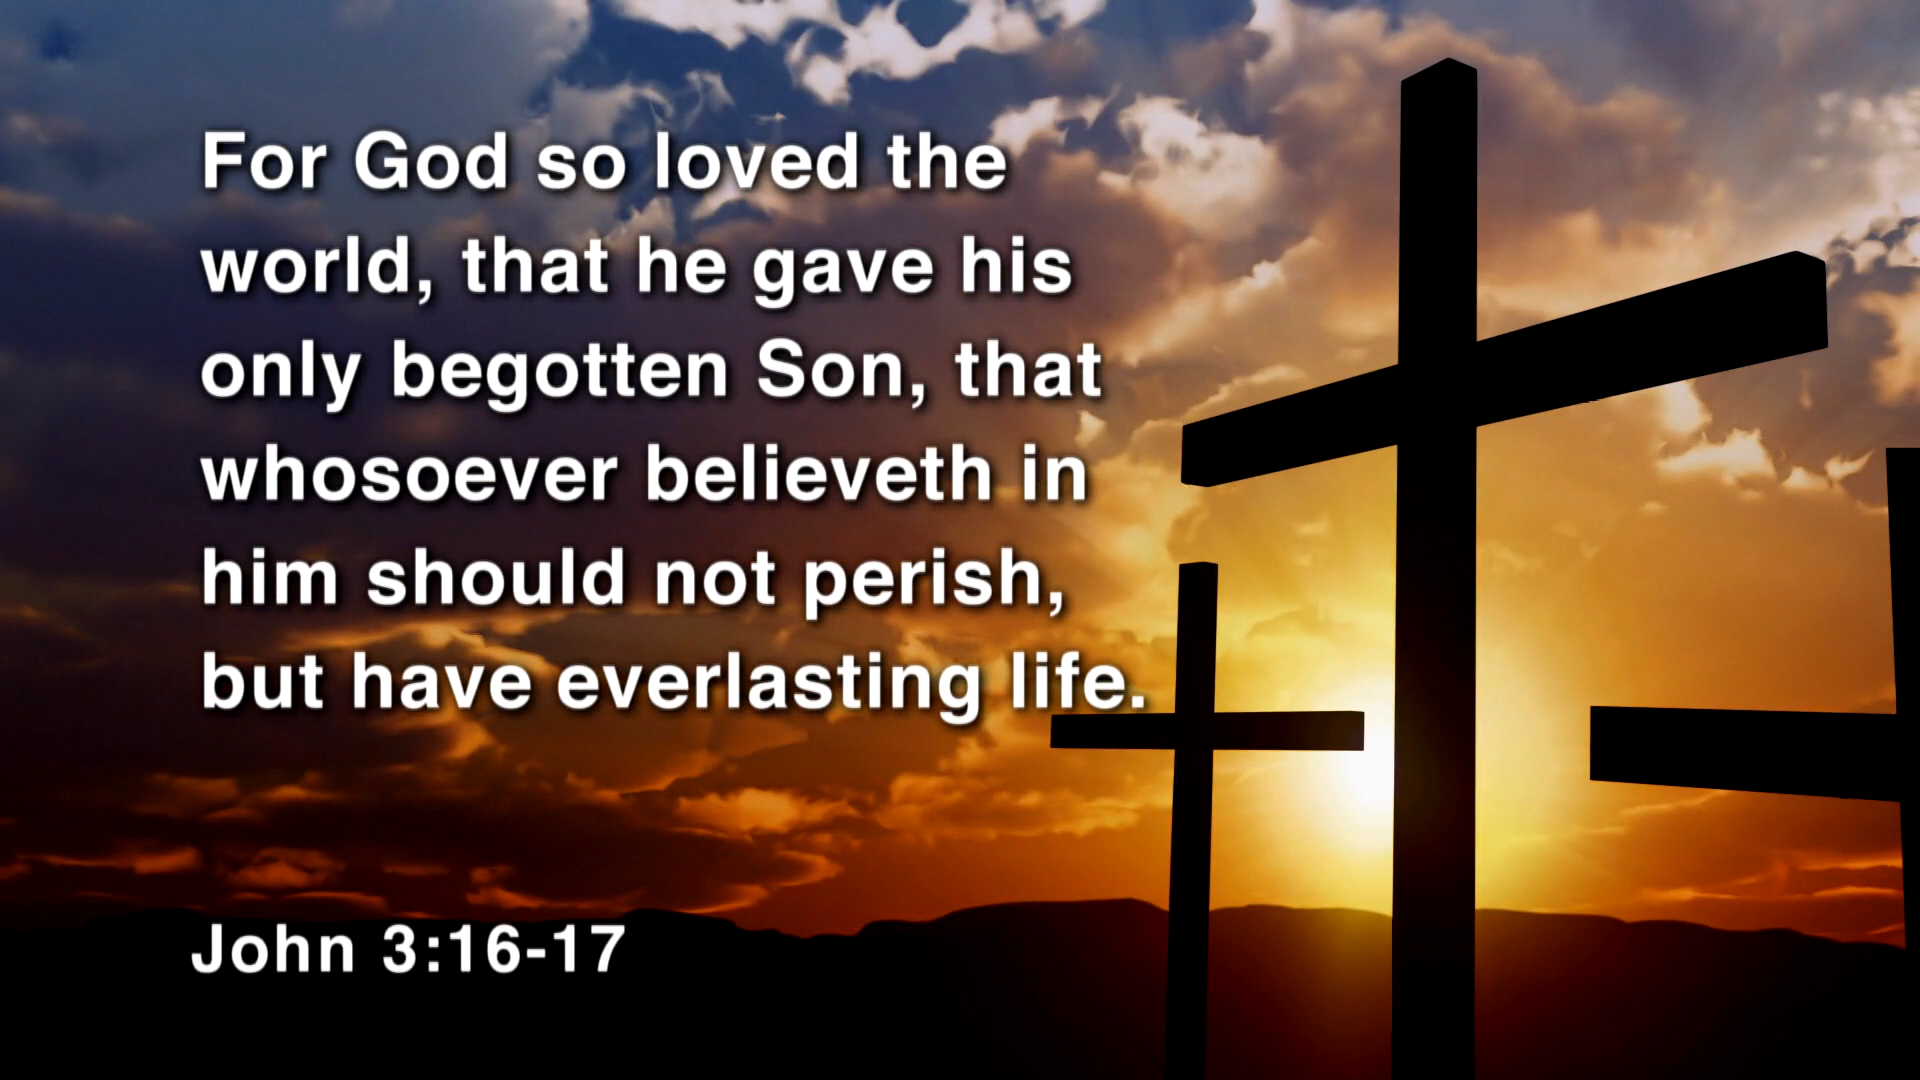 For God so loved the
world, that he gave his
only begotten Son, that
whosoever believeth in
him should not perish,
but have everlasting life.
John 3:16-17